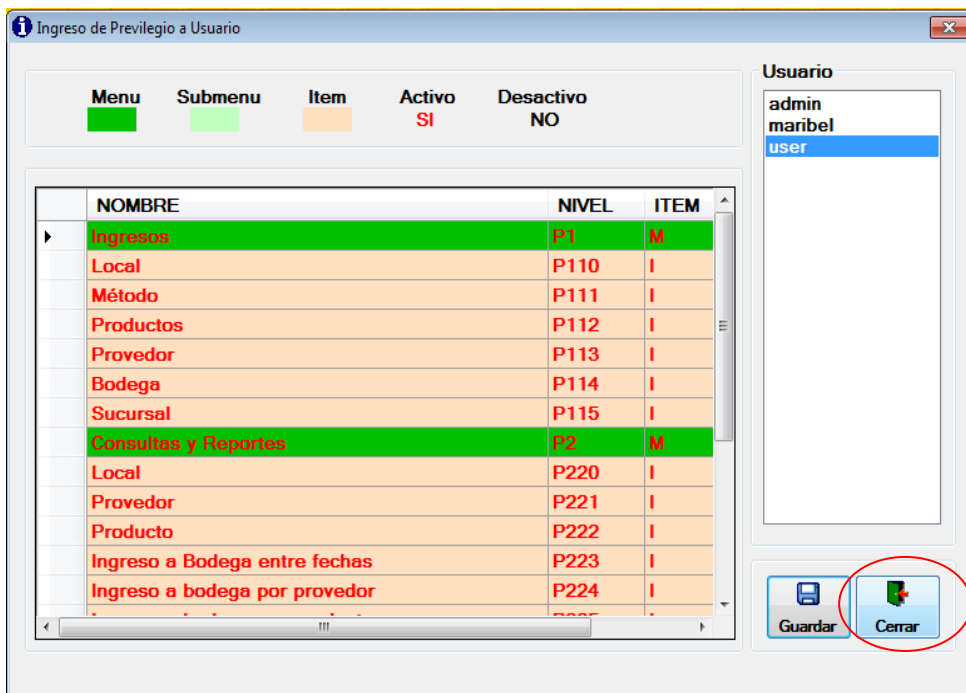 Ingreso de Previlegio a Usuario
Menu Submenu Item Activo Desactivo
SI NO
Usuario
admin
maribel
user
NOMBRE NIVEL ITEM
Ingresos P1 M
Local P110 I
Método P111 I
Productos P112 I
Provedor P113 I
Bodega P114 I
Sucursal P115 I
Consultas y Reportes P2 M
Local P220 I
Provedor P221 I
Producto P222 I
Ingreso a Bodega entre fechas P223 I
Ingreso a bodega por provedor P224 I
Guardar Cerrar